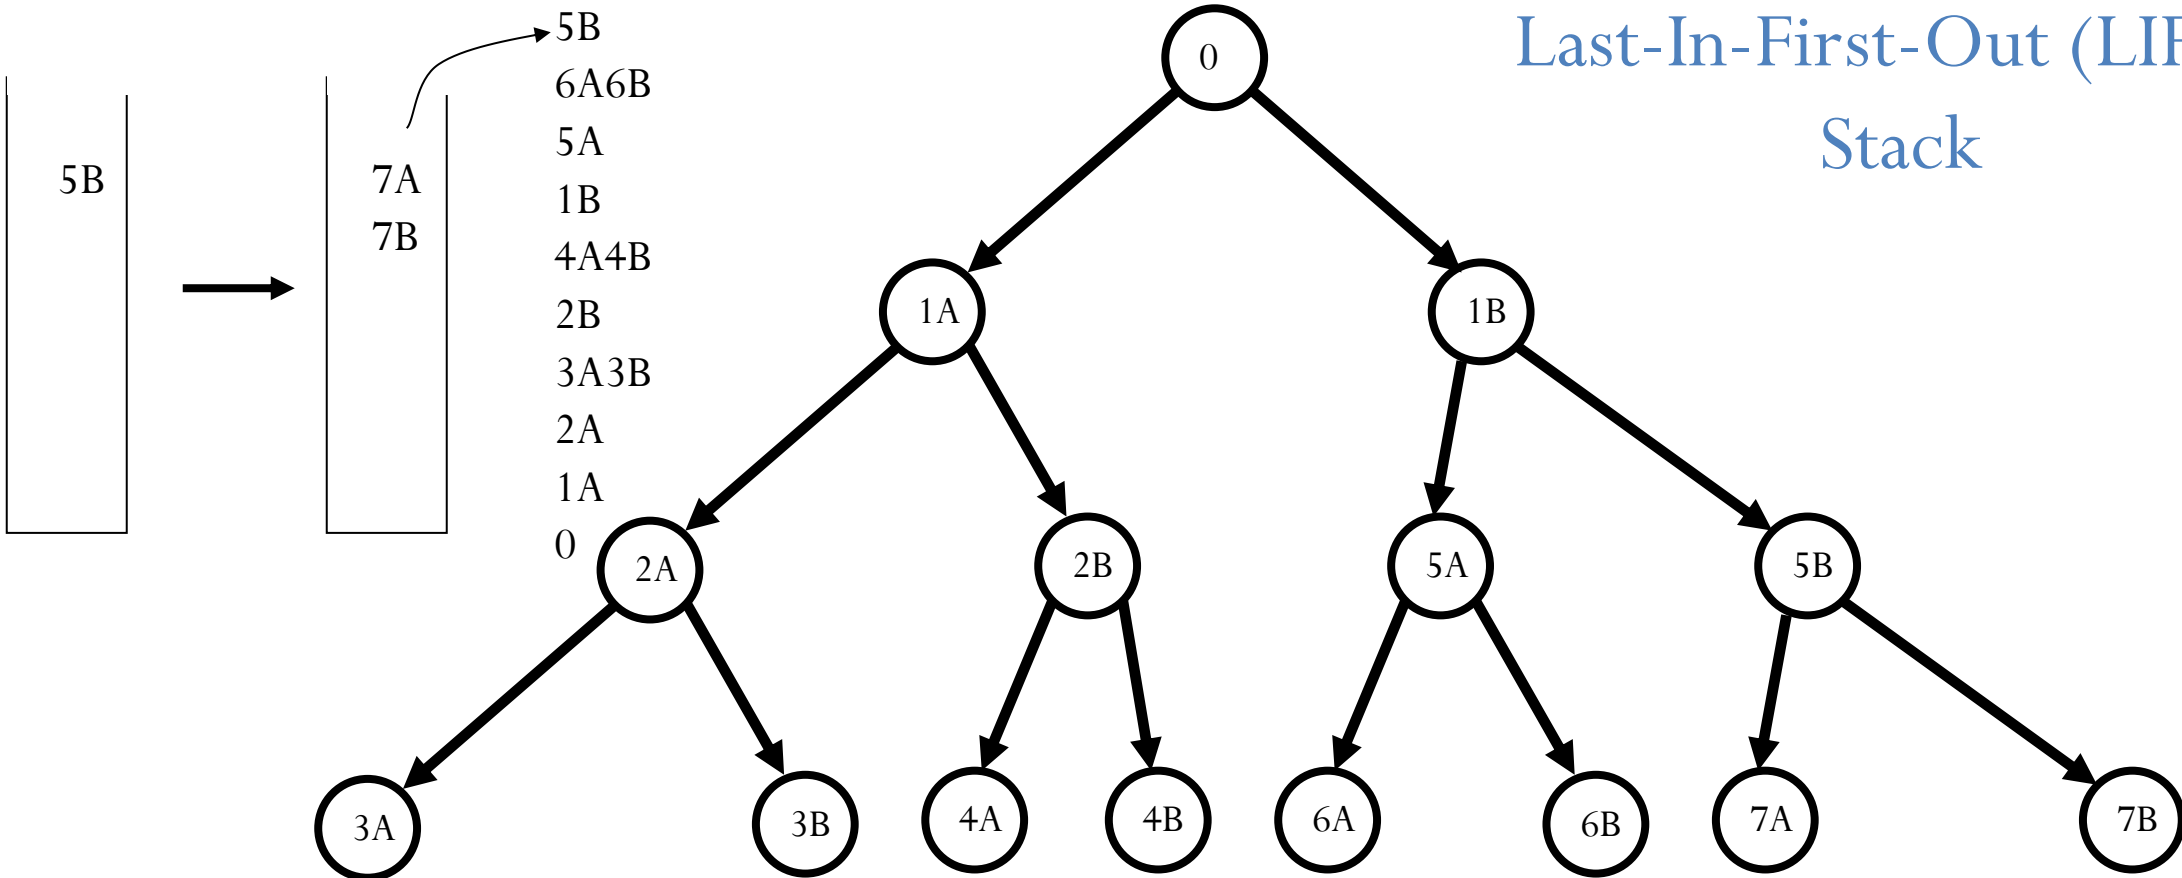 Last-In-First-Out (LIF
Stack
5B
6A6B
5A
1B
4A4B
2B
3A3B
2A
1A
0
5B
7A
7B
0
1A
1B
2A
2B
5A
5B
3A
3B
4A
4B
6A
6B
7A
7B